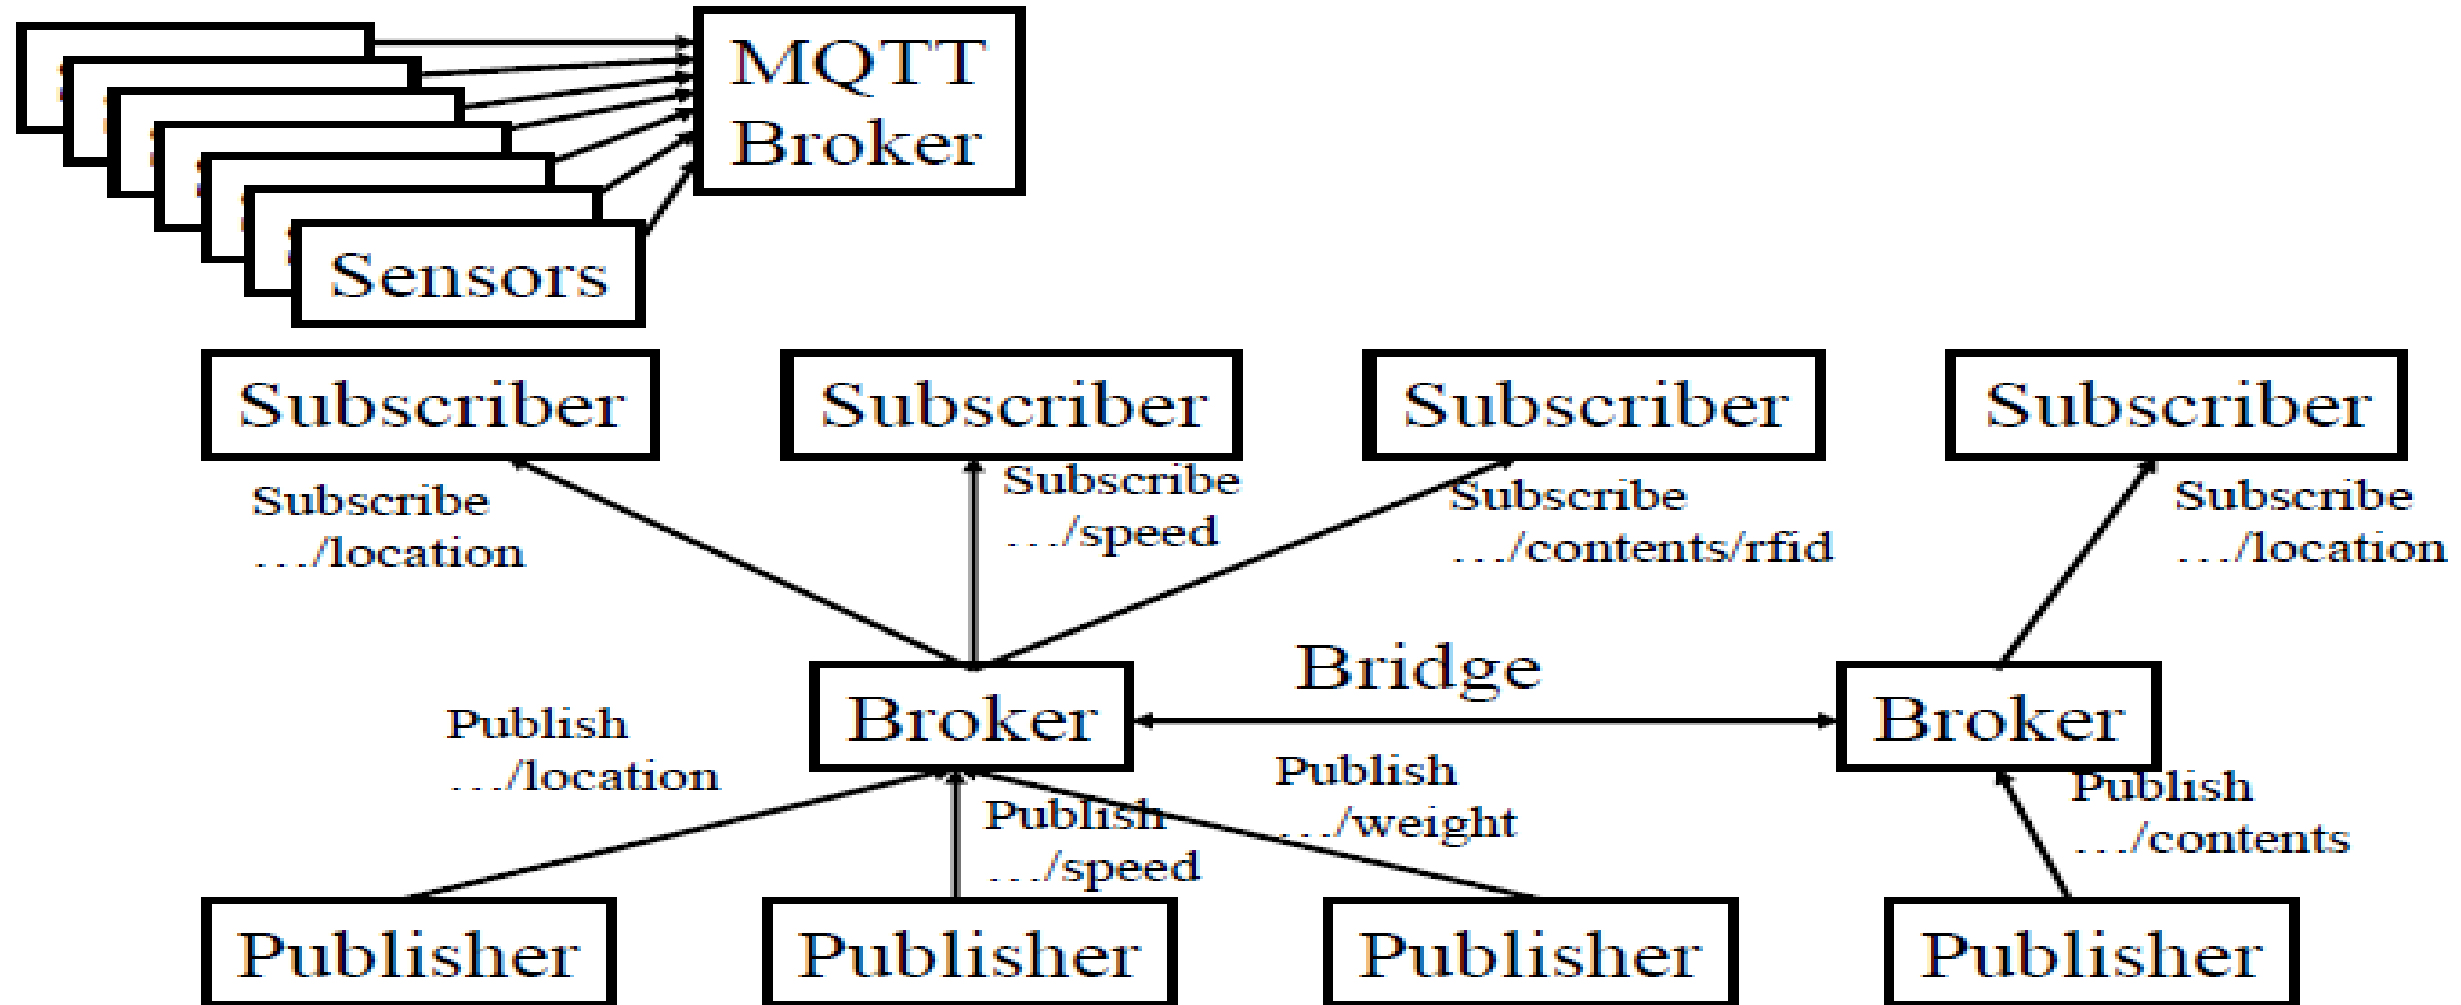 MQTT
Broker
Sensors
Subscriber
Subscriber
Subscriber
Subscriber
Subscribe
…/location
Subscribe
…/speed
Subscribe
…/contents/rfid
Subscribe
…/location
Bridge
Broker
Broker
Publish
…/location
Publish
…/speed
Publish
…/weight
Publish
…/contents
Publisher
Publisher
Publisher
Publisher